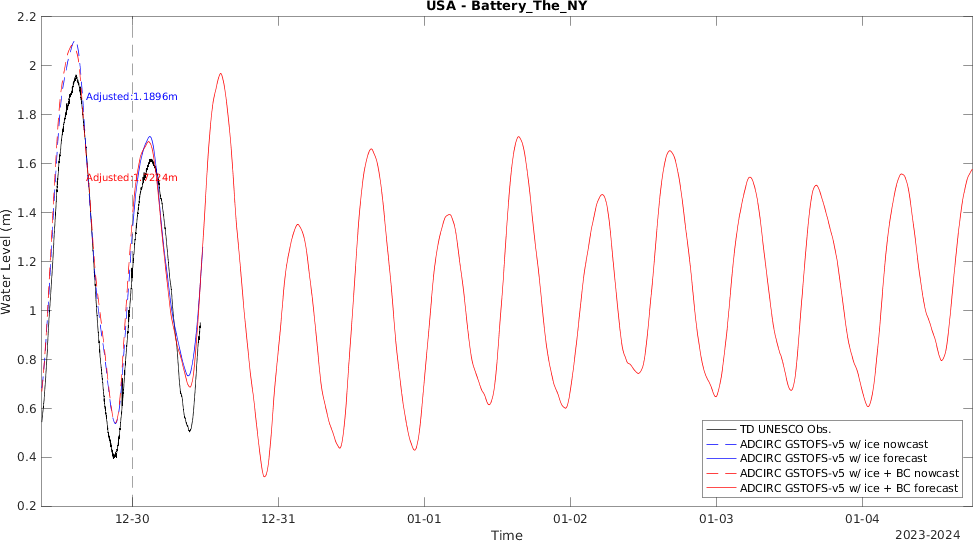 USA - Battery_The_NY
2.2
2
1.8
1.6
1.4
1.2
1
0.8
0.6
0.4
0.2
Water Level (m)
Adjusted:1.1896m
Adjusted:1.7224m
12-30
12-31
01-01
01-02
01-03
01-04
Time
2023-2024
TD UNESCO Obs.
ADCIRC GSTOFS-v5 w/ ice nowcast
ADCIRC GSTOFS-v5 w/ ice forecast
ADCIRC GSTOFS-v5 w/ ice + BC nowcast
ADCIRC GSTOFS-v5 w/ ice + BC forecast